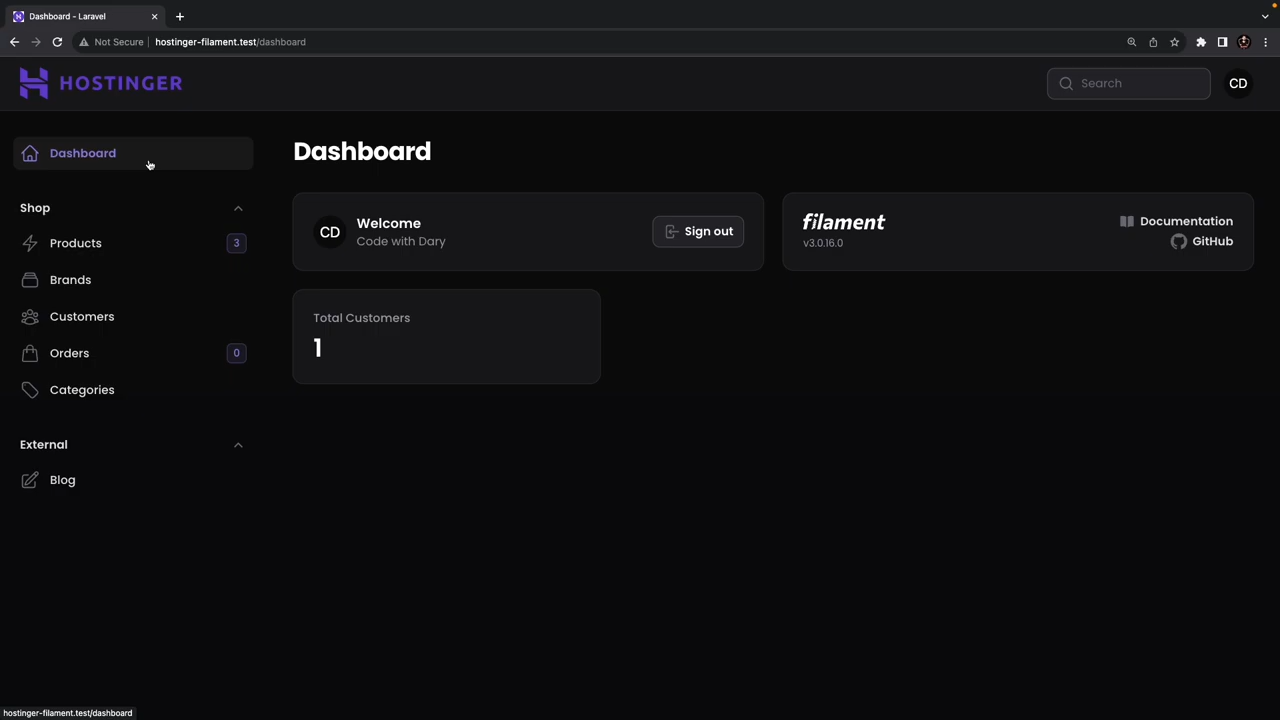 Dashboard - Laravel
Not Secure hostinger-filament.test/dashboard
HOSTINGER
Search
CD
Dashboard
Shop
Products 3
Brands
Customers
Orders 0
Categories
External
Blog
Dashboard
CD
Welcome
Code with Dary
Sign out
filament
v3.0.16.0
Documentation
GitHub
Total Customers
1
hostinger-filament.test/dashboard